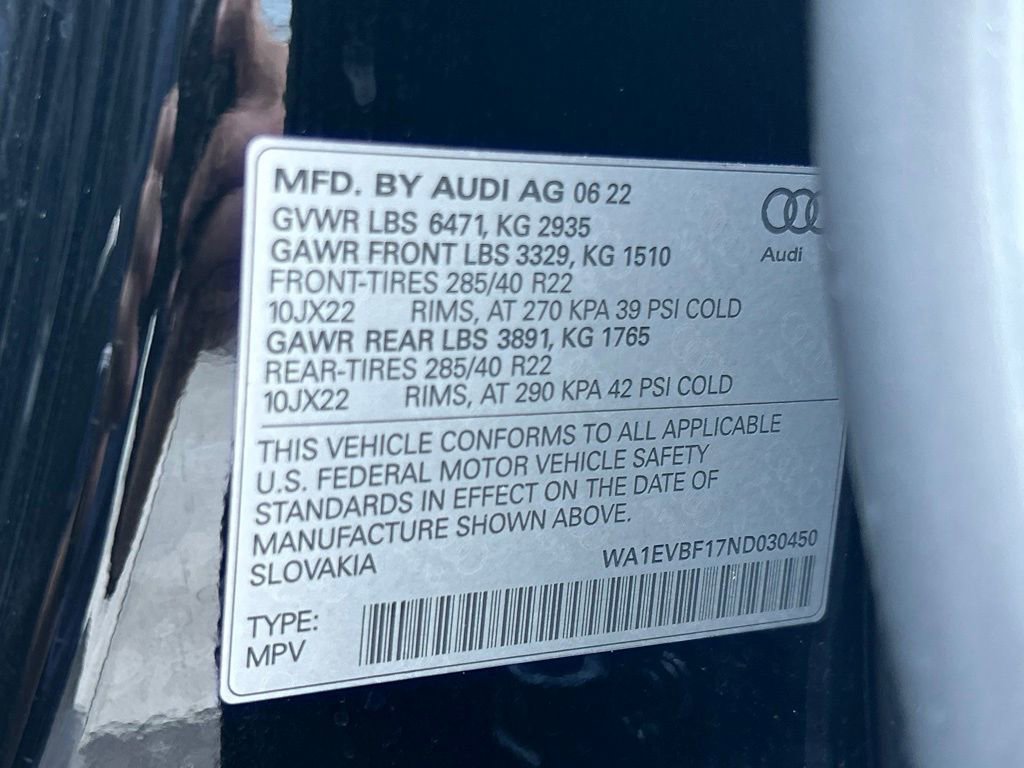 MFD. BY AUDI AG 06 22
GVWR LBS 6471, KG 2935
GAWR FRONT LBS 3329, KG 1510
FRONT-TIRES 285/40 R22
10JX22 RIMS, AT 270 KPA 39 PSI COLD
GAWR REAR LBS 3891, KG 1765
REAR-TIRES 285/40 R22
10JX22 RIMS, AT 290 KPA 42 PSI COLD
Audi
THIS VEHICLE CONFORMS TO ALL APPLICABLE
U.S. FEDERAL MOTOR VEHICLE SAFETY
STANDARDS IN EFFECT ON THE DATE OF
MANUFACTURE SHOWN ABOVE.
SLOVAKIA
WA1EVBF17ND030450
TYPE:
MPV